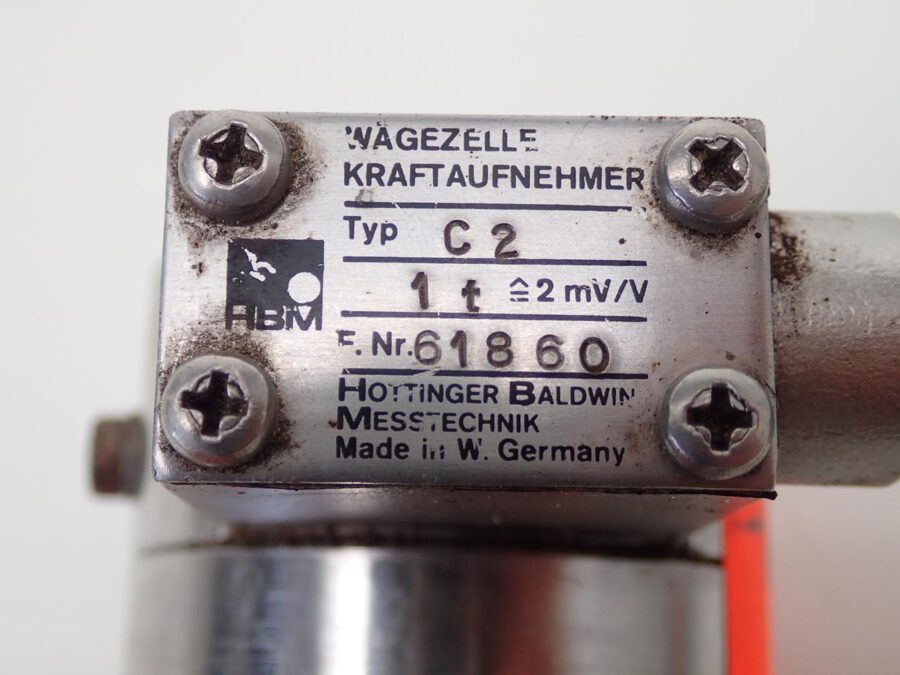 WÄGEZELLE
KRAFTAUFNEHMER
Typ C 2
1 t ≙ 2 mV/V
HBM
F. Nr. 61860
HOTTINGER BALDWIN
MESSTECHNIK
Made in W. Germany